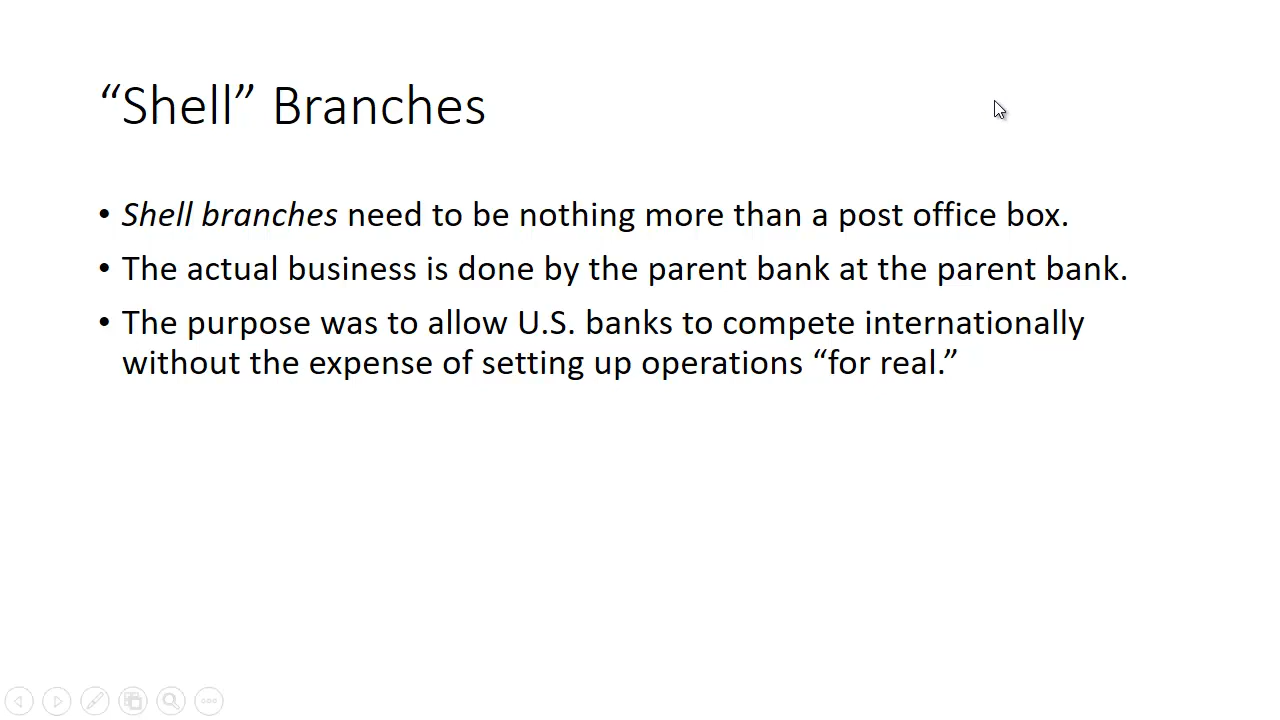 “Shell” Branches
• Shell branches need to be nothing more than a post office box.
• The actual business is done by the parent bank at the parent bank.
• The purpose was to allow U.S. banks to compete internationally
without the expense of setting up operations “for real.”